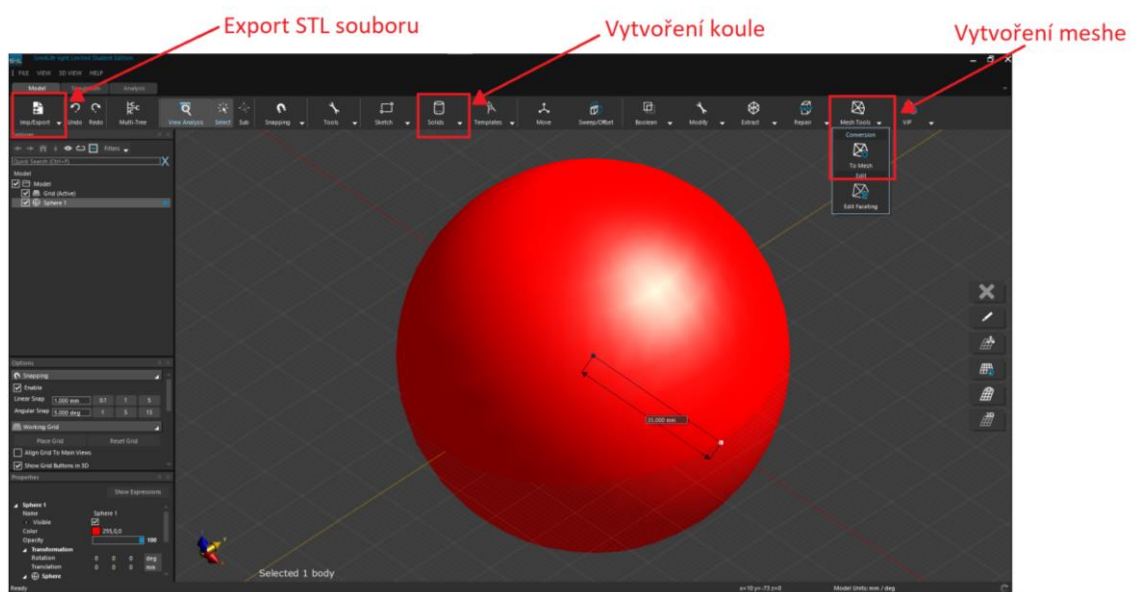 Export STL souboru
Vytvoření koule
Vytvoření meshe
FILE VIEW 3D VIEW HELP
Model Analysis
Imp/Export Undo Redo Multi-Tree View Analysis Select Sub Snapping Tools Sketch Solids Templates Move Sweep/Offset Boolean Modify Extract Repair Mesh Tools VIP
Conversion
To Mesh
Edit
Edit Faceting
Filters
Quick Search (Ctrl+F)
Model
Model
Grid (Active)
Sphere 1
25,000 mm
Options
Snapping
Enable
Linear Snap 1,000 mm 0.1 1 5
Angular Snap 5,000 deg 1 5 15
Working Grid
Place Grid Reset Grid
Align Grid To Main Views
Show Grid Buttons in 3D
Properties
Show Expressions
Sphere 1
Name Sphere 1
Visible
Color 255,0,0
Opacity 100
Transformation
Rotation 0 0 0 deg
Translation 0 0 0 mm
Sphere
Selected 1 body
Ready
x=10 y=-73 z=0 Model Units: mm / deg